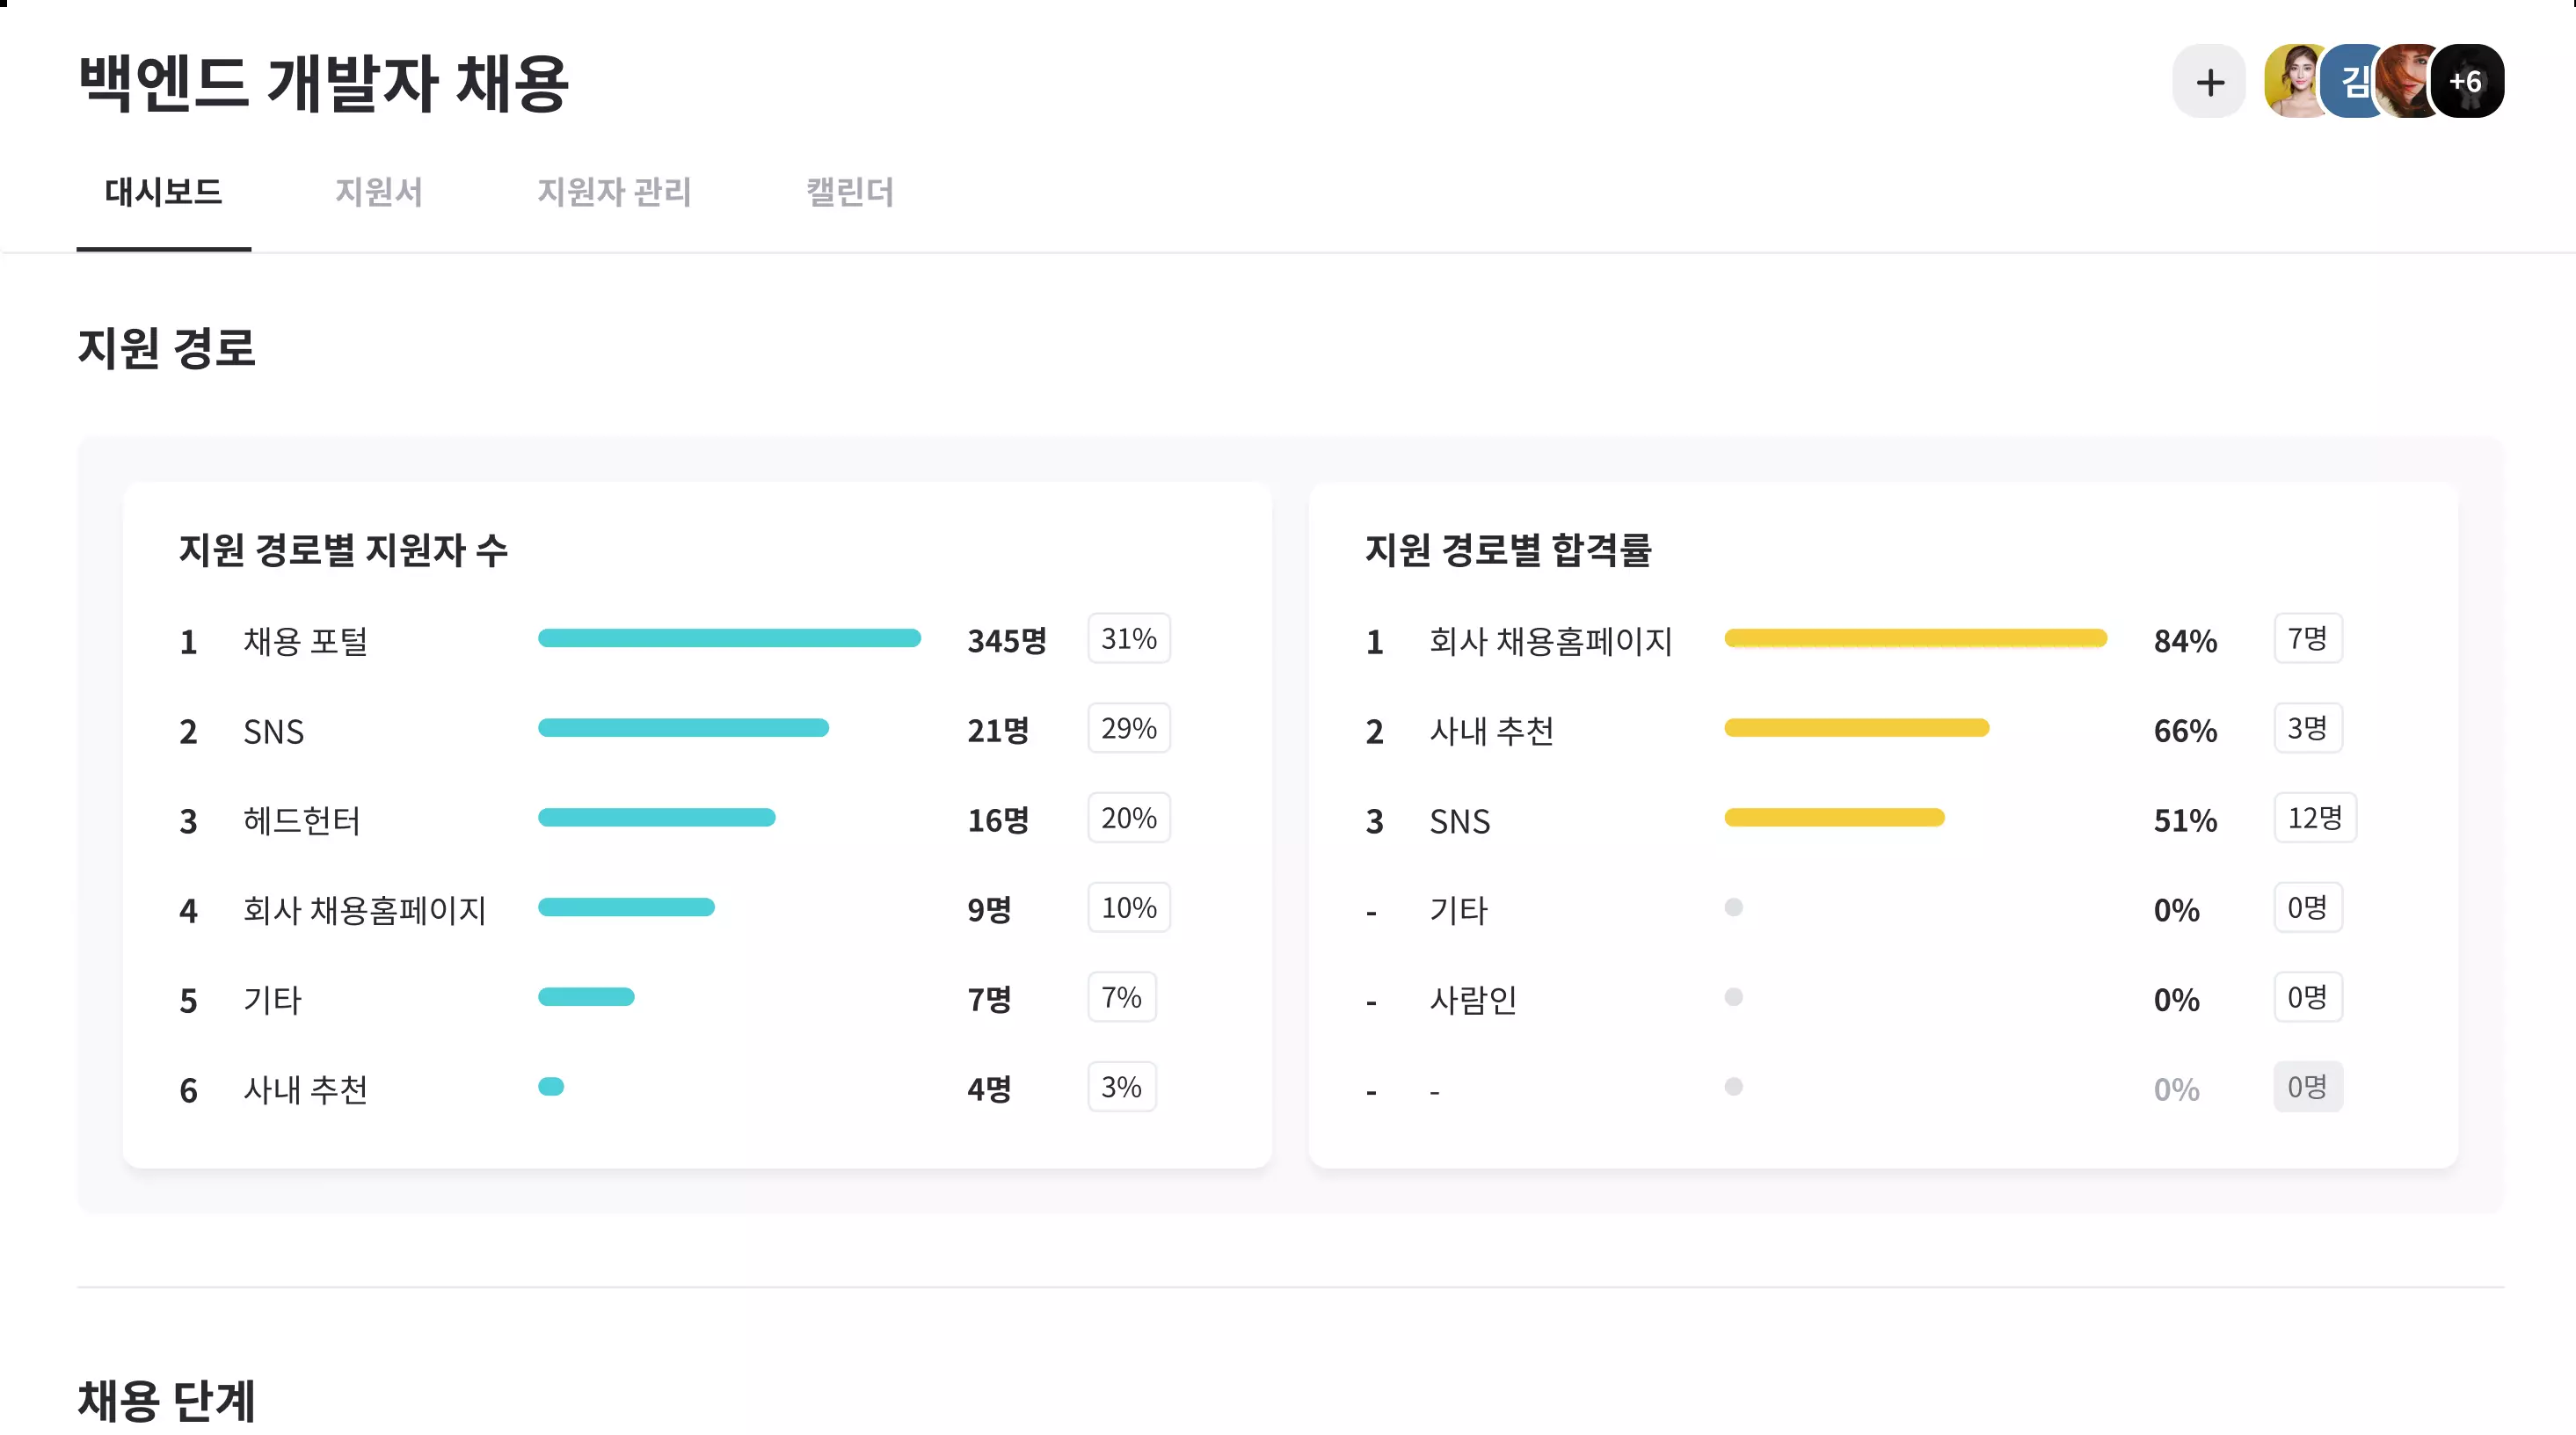 백엔드 개발자 채용
+ 김 +6
대시보드 지원서 지원자 관리 캘린더
지원 경로
지원 경로별 지원자 수
1 채용 포털 345명 31%
2 SNS 21명 29%
3 헤드헌터 16명 20%
4 회사 채용홈페이지 9명 10%
5 기타 7명 7%
6 사내 추천 4명 3%
지원 경로별 합격률
1 회사 채용홈페이지 84% 7명
2 사내 추천 66% 3명
3 SNS 51% 12명
- 기타 0% 0명
- 사람인 0% 0명
- - 0% 0명
채용 단계